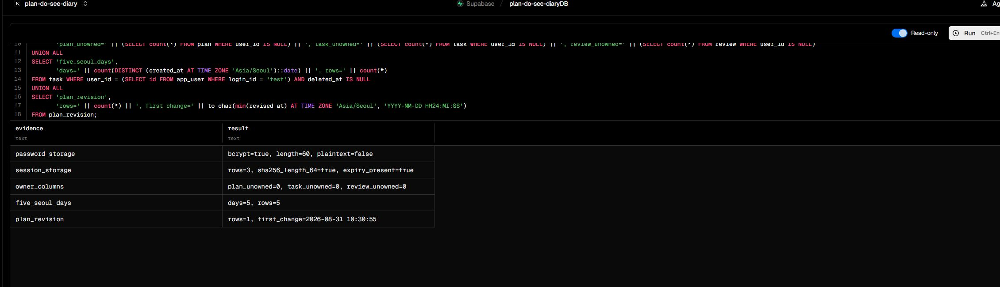 plan-do-see-diary
Supabase / plan-do-see-diaryDB
Ag
Read-only
Run Ctrl+En
10 'plan_unowned=' || (SELECT count(*) FROM plan WHERE user_id IS NULL) || ', task_unowned=' || (SELECT count(*) FROM task WHERE user_id IS NULL) || ', review_unowned=' || (SELECT count(*) FROM review WHERE user_id IS NULL)
11 UNION ALL
12 SELECT 'five_seoul_days',
13 'days=' || count(DISTINCT (created_at AT TIME ZONE 'Asia/Seoul')::date) || ', rows=' || count(*)
14 FROM task WHERE user_id = (SELECT id FROM app_user WHERE login_id = 'test') AND deleted_at IS NULL
15 UNION ALL
16 SELECT 'plan_revision',
17 'rows=' || count(*) || ', first_change=' || to_char(min(revised_at) AT TIME ZONE 'Asia/Seoul', 'YYYY-MM-DD HH24:MI:SS')
18 FROM plan_revision;
evidence result
text text
password_storage bcrypt=true, length=60, plaintext=false
session_storage rows=3, sha256_length_64=true, expiry_present=true
owner_columns plan_unowned=0, task_unowned=0, review_unowned=0
five_seoul_days days=5, rows=5
plan_revision rows=1, first_change=2026-08-31 10:30:55